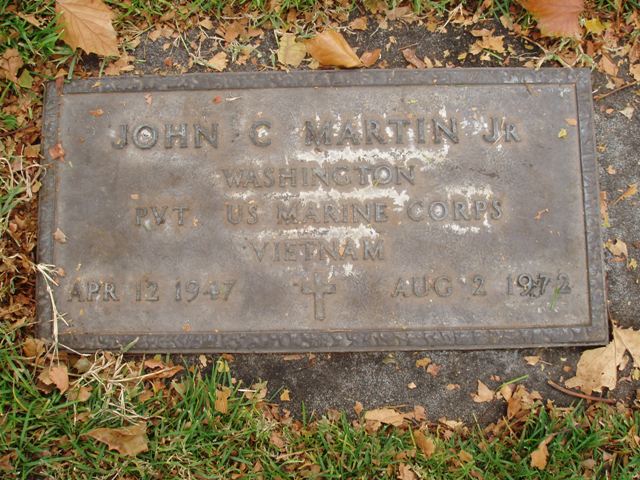 JOHN C MARTIN JR
WASHINGTON
PVT US MARINE CORPS
VIETNAM
APR 12 1947 AUG 2 1972